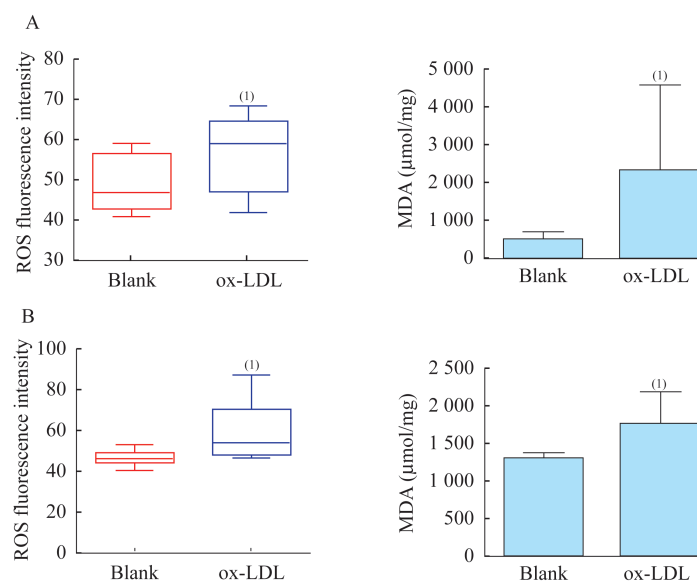 A
ROS fluorescence intensity
80
70
60
50
40
30
(1)
Blank
ox-LDL
MDA (μmol/mg)
5 000
4 000
3 000
2 000
1 000
0
(1)
Blank
ox-LDL
B
ROS fluorescence intensity
100
80
60
40
20
0
(1)
Blank
ox-LDL
MDA (μmol/mg)
2 500
2 000
1 500
1 000
500
0
(1)
Blank
ox-LDL